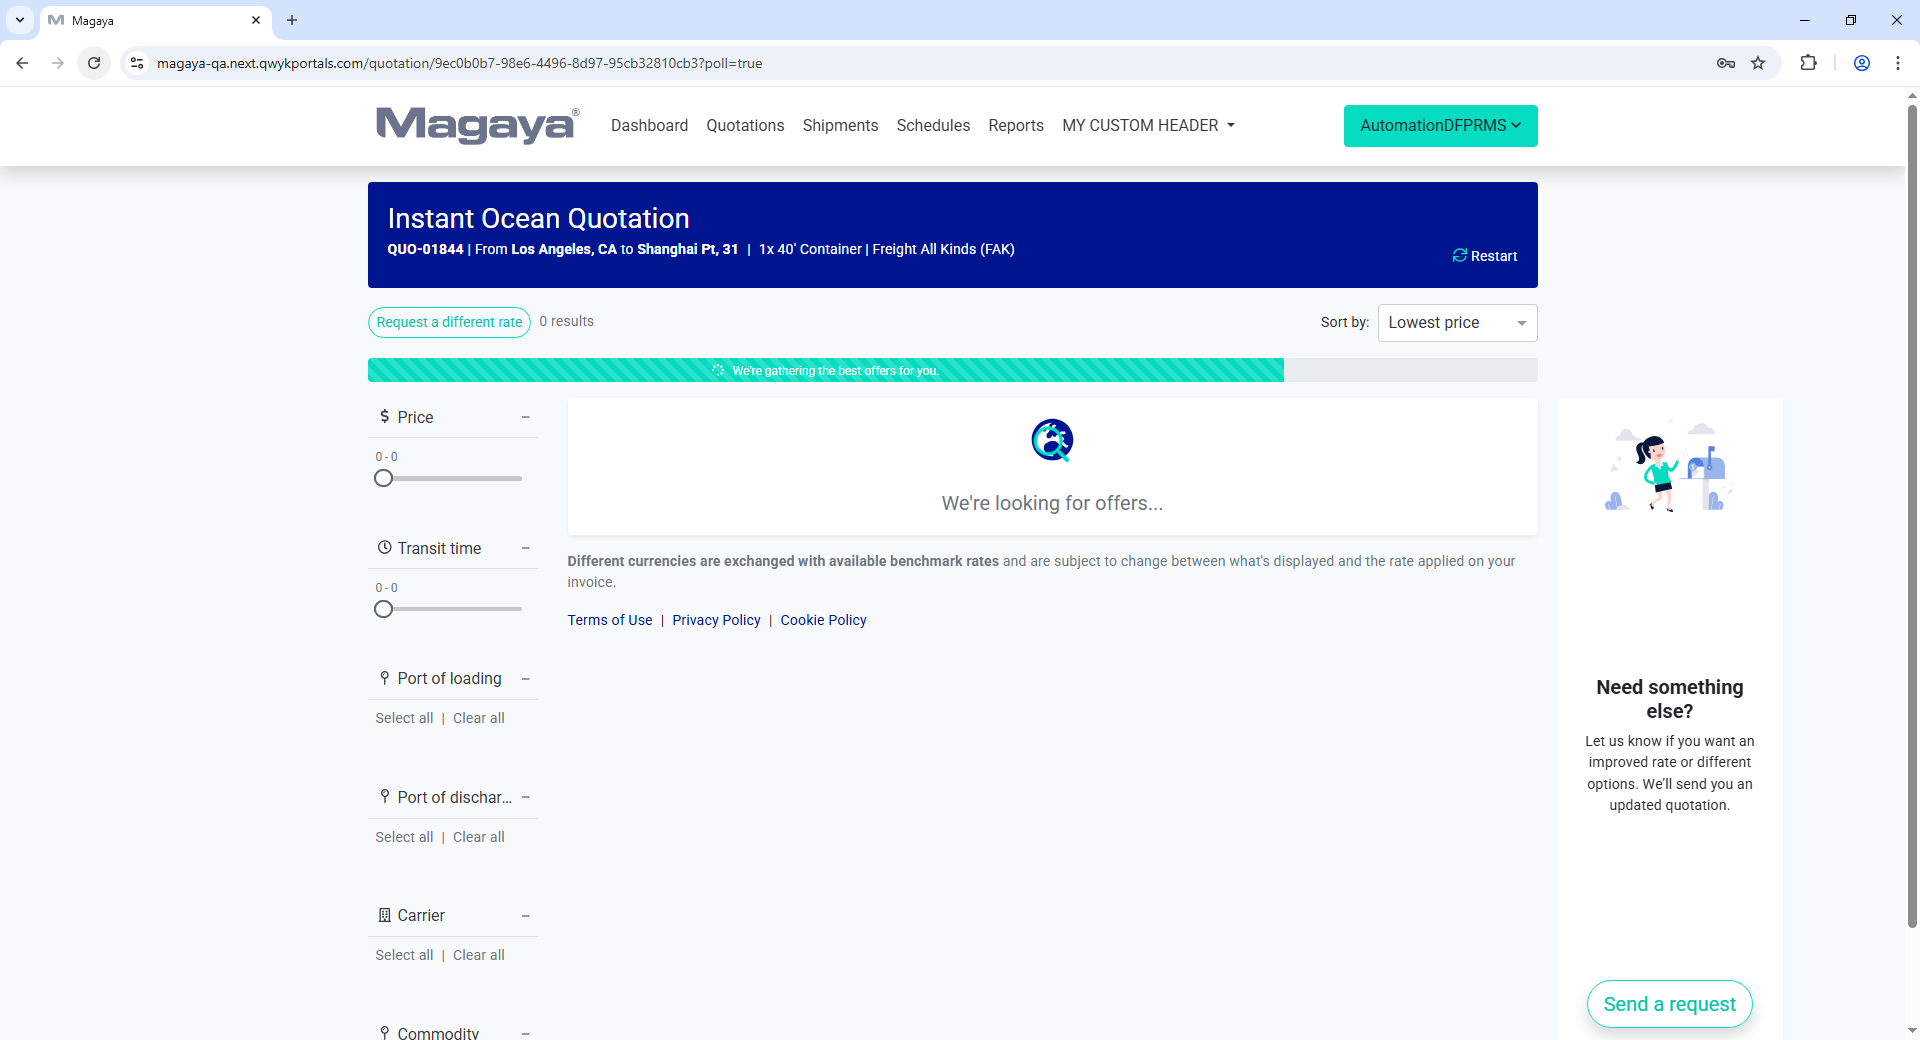 Magaya
magaya-qa.next.qwykportals.com/quotation/9ec0b0b7-98e6-4496-8d97-95cb32810cb3?poll=true
Magaya®
Dashboard
Quotations
Shipments
Schedules
Reports
MY CUSTOM HEADER
AutomationDFPRMS
Instant Ocean Quotation
QUO-01844 | From Los Angeles, CA to Shanghai Pt, 31 | 1x 40' Container | Freight All Kinds (FAK)
Restart
Request a different rate
0 results
Sort by:
Lowest price
We're gathering the best offers for you.
Price
0 - 0
Transit time
0 - 0
Port of loading
Select all | Clear all
Port of dischar...
Select all | Clear all
Carrier
Select all | Clear all
Commodity
We're looking for offers...
Different currencies are exchanged with available benchmark rates and are subject to change between what's displayed and the rate applied on your
invoice.
Terms of Use | Privacy Policy | Cookie Policy
Need something
else?
Let us know if you want an
improved rate or different
options. We'll send you an
updated quotation.
Send a request